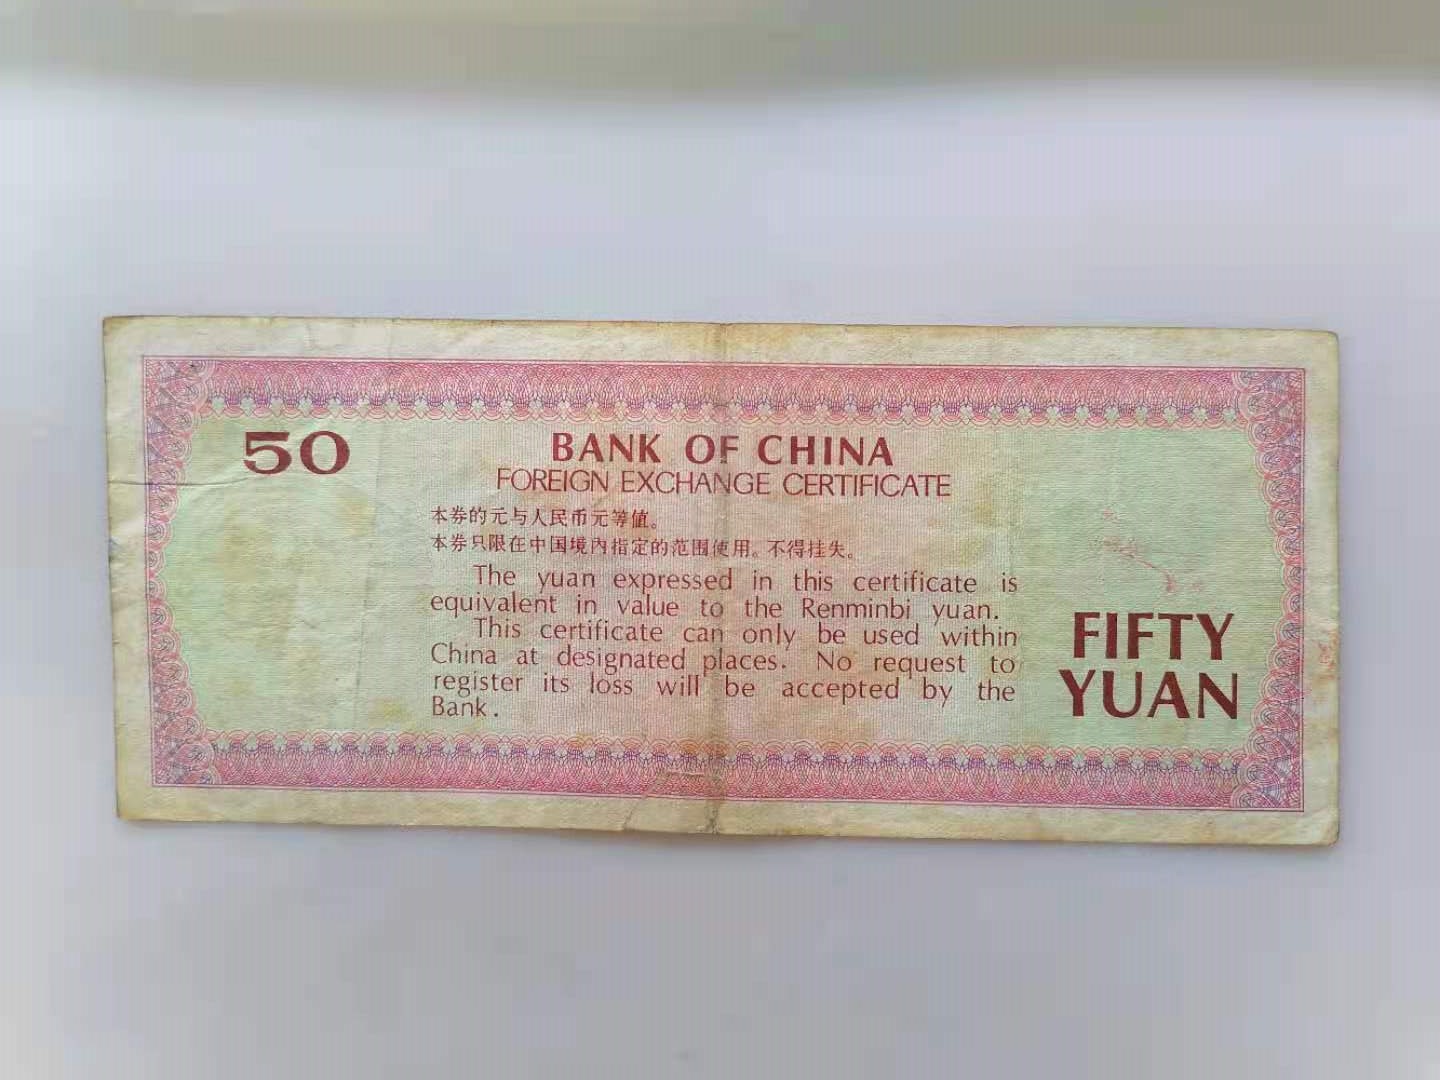 50
BANK OF CHINA
FOREIGN EXCHANGE CERTIFICATE
本券的元与人民币元等值。
本券只限在中国境内指定的范围使用。不得挂失。
The yuan expressed in this certificate is
equivalent in value to the Renminbi yuan.
This certificate can only be used within
China at designated places. No request to
register its loss will be accepted by the
Bank.
FIFTY
YUAN